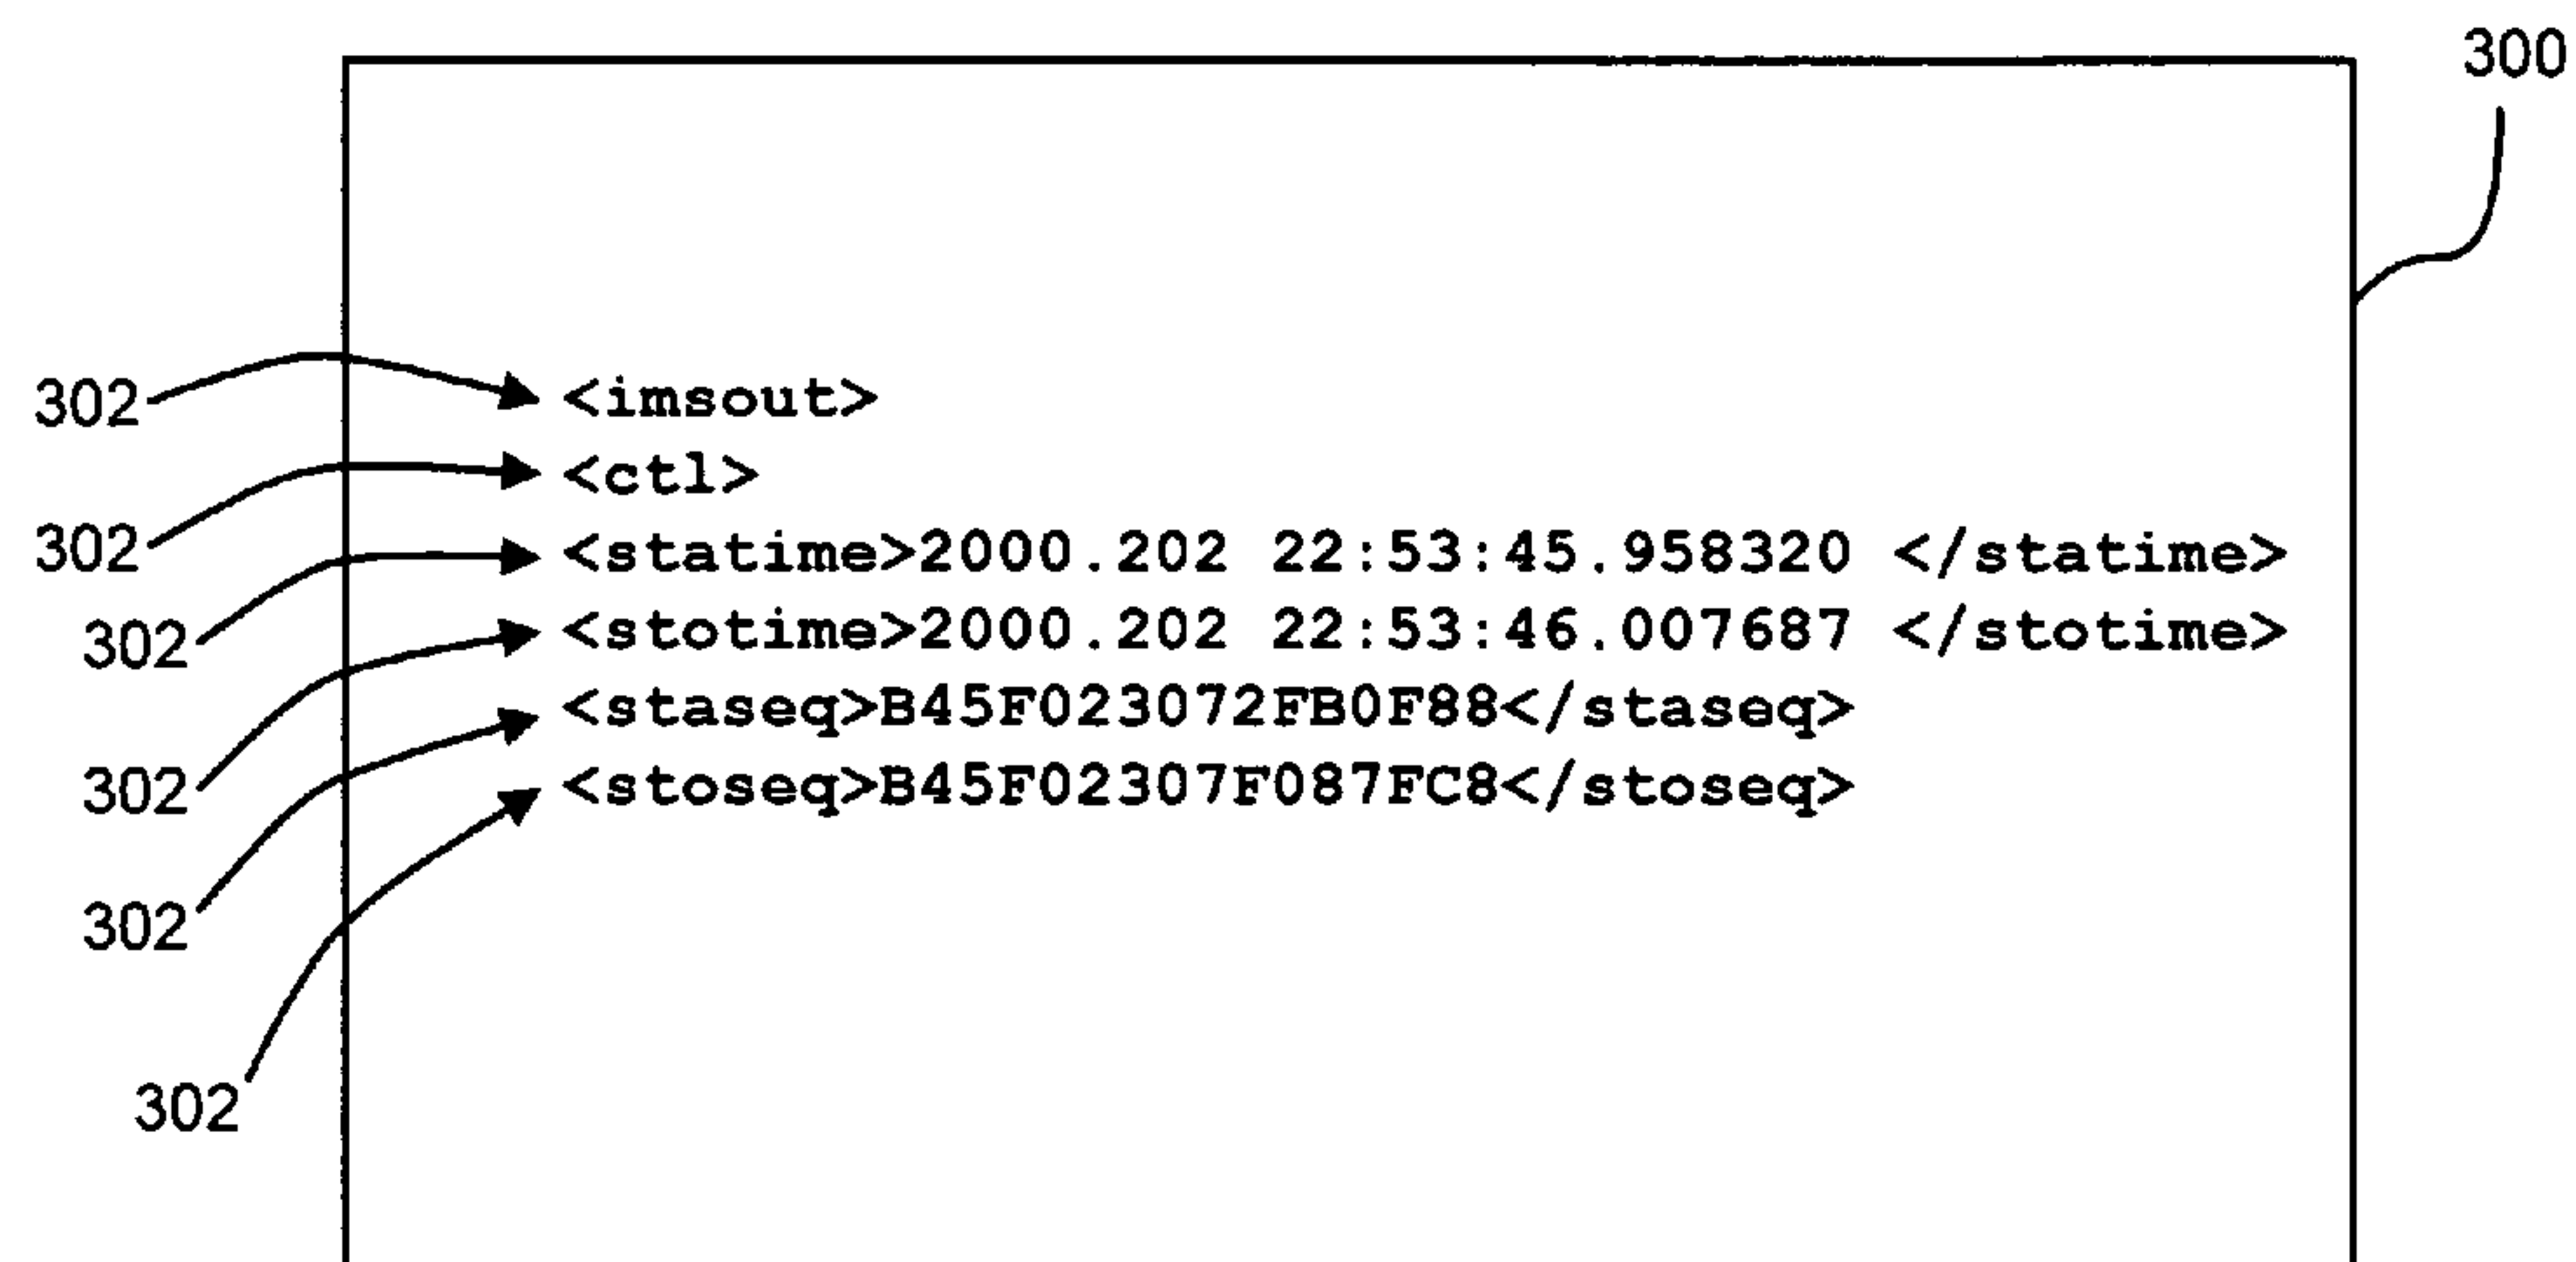 300
302 <imsout>
302 <ctl>
302 <statime>2000.202 22:53:45.958320 </statime>
302 <stotime>2000.202 22:53:46.007687 </stotime>
302 <staseq>B45F023072FB0F88</staseq>
302 <stoseq>B45F02307F087FC8</stoseq>